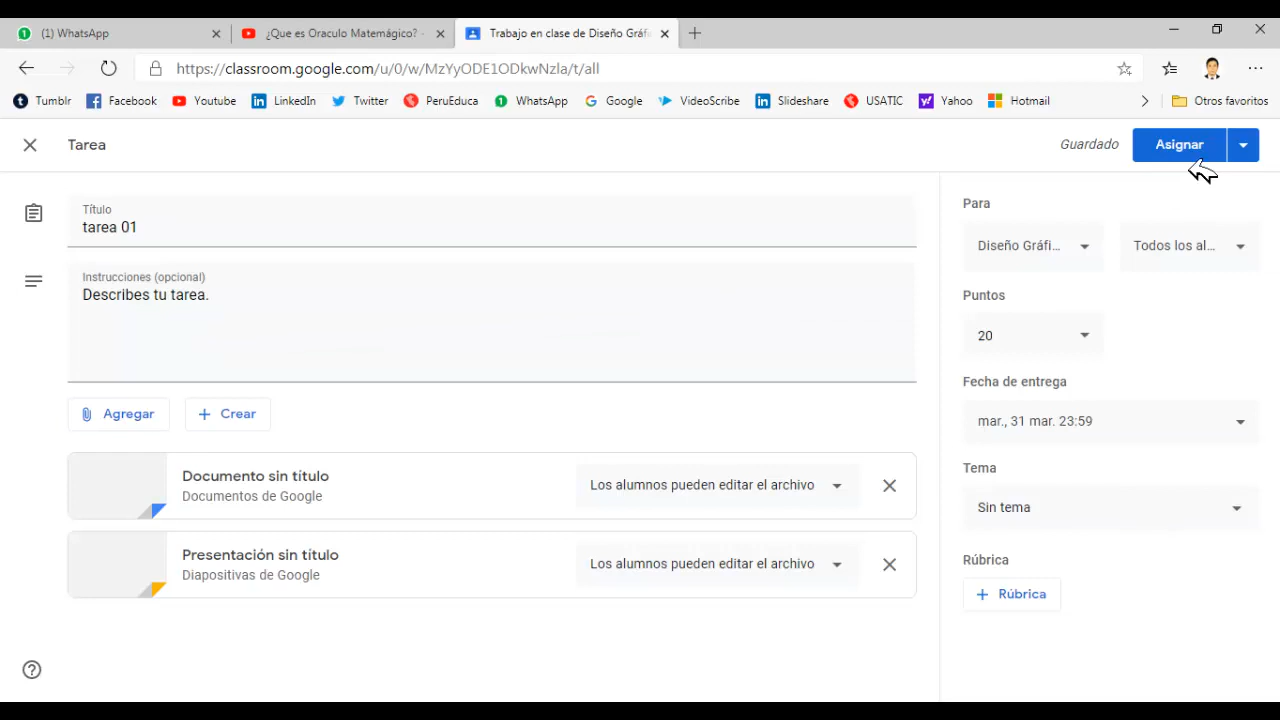 (1) WhatsApp
¿Que es Oraculo Matemágico? -
Trabajo en clase de Diseño Gráf
https://classroom.google.com/u/0/w/MzYyODE1ODkwNzla/t/all
Tumblr Facebook Youtube LinkedIn Twitter PeruEduca WhatsApp Google VideoScribe Slideshare USATIC Yahoo Hotmail Otros favoritos
Tarea
Guardado
Asignar
Título
tarea 01
Instrucciones (opcional)
Describes tu tarea.
Agregar
Crear
Documento sin título
Documentos de Google
Los alumnos pueden editar el archivo
Presentación sin título
Diapositivas de Google
Los alumnos pueden editar el archivo
Para
Diseño Gráfi... Todos los al...
Puntos
20
Fecha de entrega
mar., 31 mar. 23:59
Tema
Sin tema
Rúbrica
Rúbrica